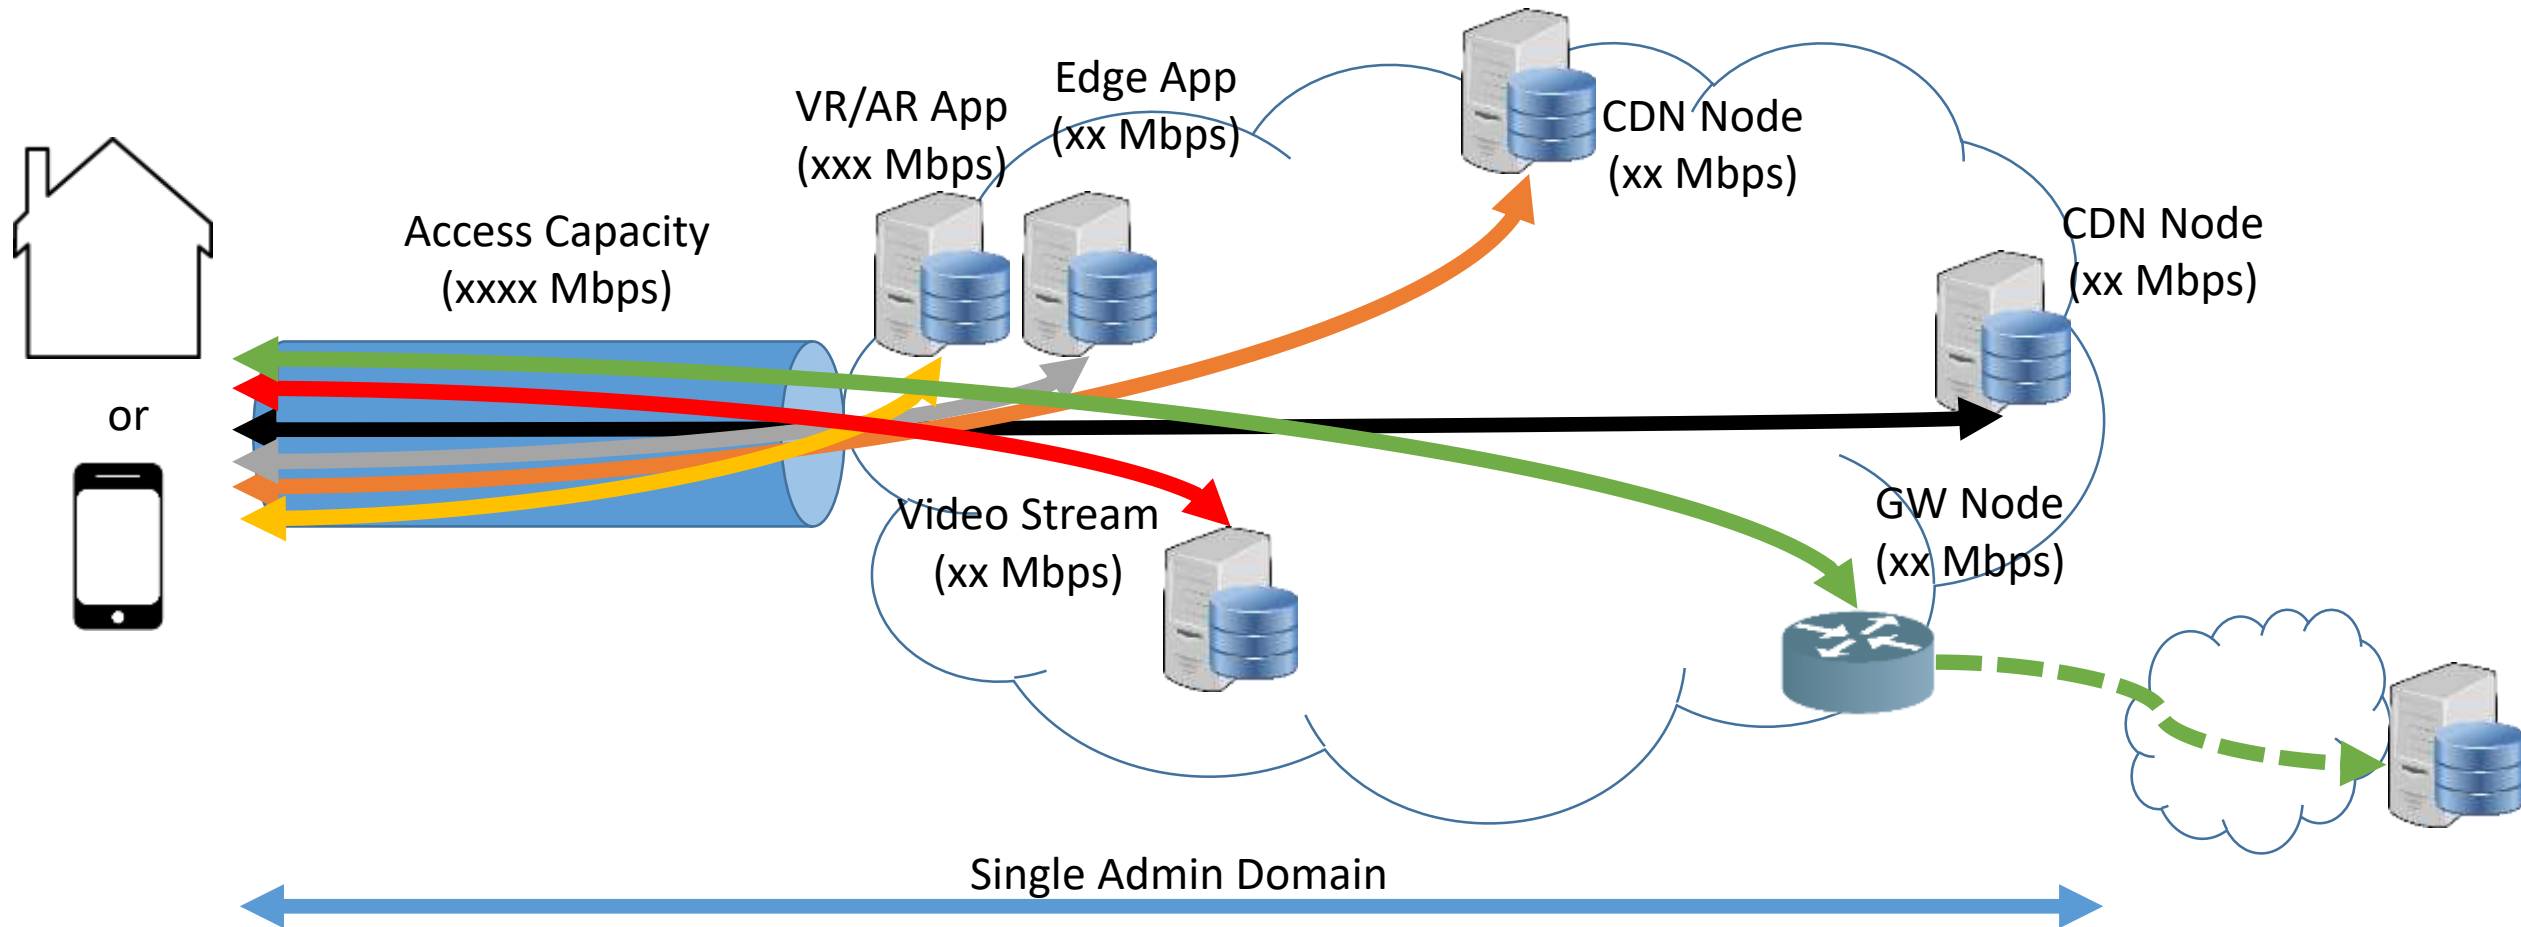 VR/AR App
(xxx Mbps)
Edge App
(xx Mbps)
CDN Node
(xx Mbps)
CDN Node
(xx Mbps)
Access Capacity
(xxxx Mbps)
or
Video Stream
(xx Mbps)
GW Node
(xx Mbps)
Single Admin Domain